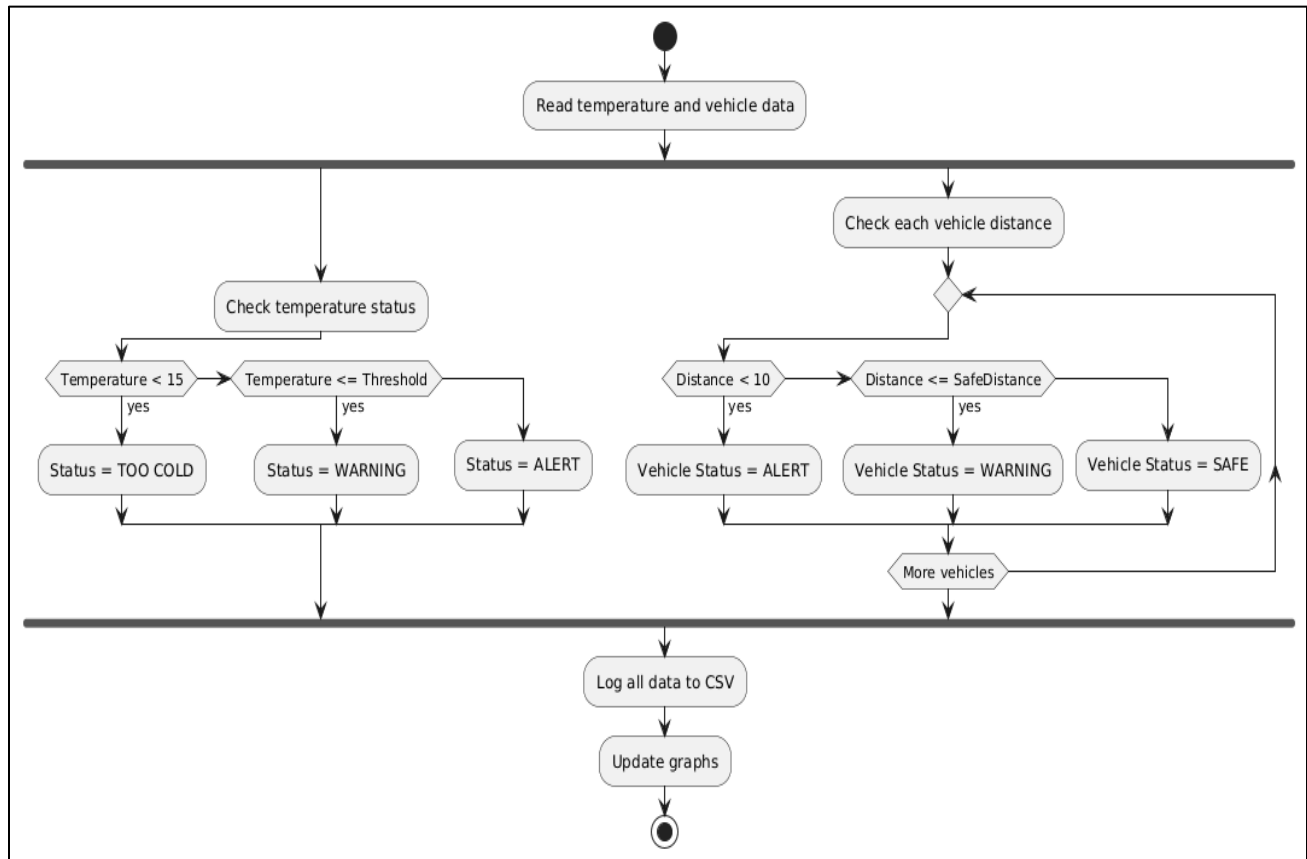 Read temperature and vehicle data
Check each vehicle distance
Check temperature status
Temperature < 15
Temperature <= Threshold
Distance < 10
Distance <= SafeDistance
yes
yes
yes
yes
Status = TOO COLD
Status = WARNING
Status = ALERT
Vehicle Status = ALERT
Vehicle Status = WARNING
Vehicle Status = SAFE
More vehicles
Log all data to CSV
Update graphs